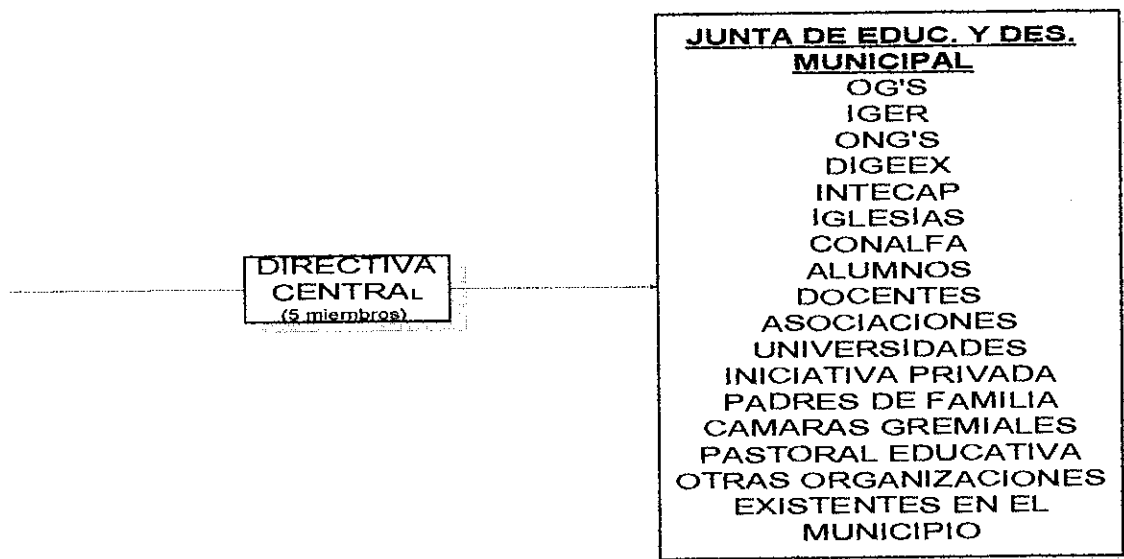 JUNTA DE EDUC. Y DES.
MUNICIPAL
OG'S
IGER
ONG'S
DIGEEX
INTECAP
IGLESÍAS
CONALFA
ALUMNOS
DOCENTES
ASOCIACIONES
UNIVERSIDADES
INICIATIVA PRIVADA
PADRES DE FAMILIA
CAMARAS GREMIALES
PASTORAL EDUCATIVA
OTRAS ORGANIZACIONES
EXISTENTES EN EL
MUNICIPIO
DIRECTIVA
CENTRAL
(5 miembros)